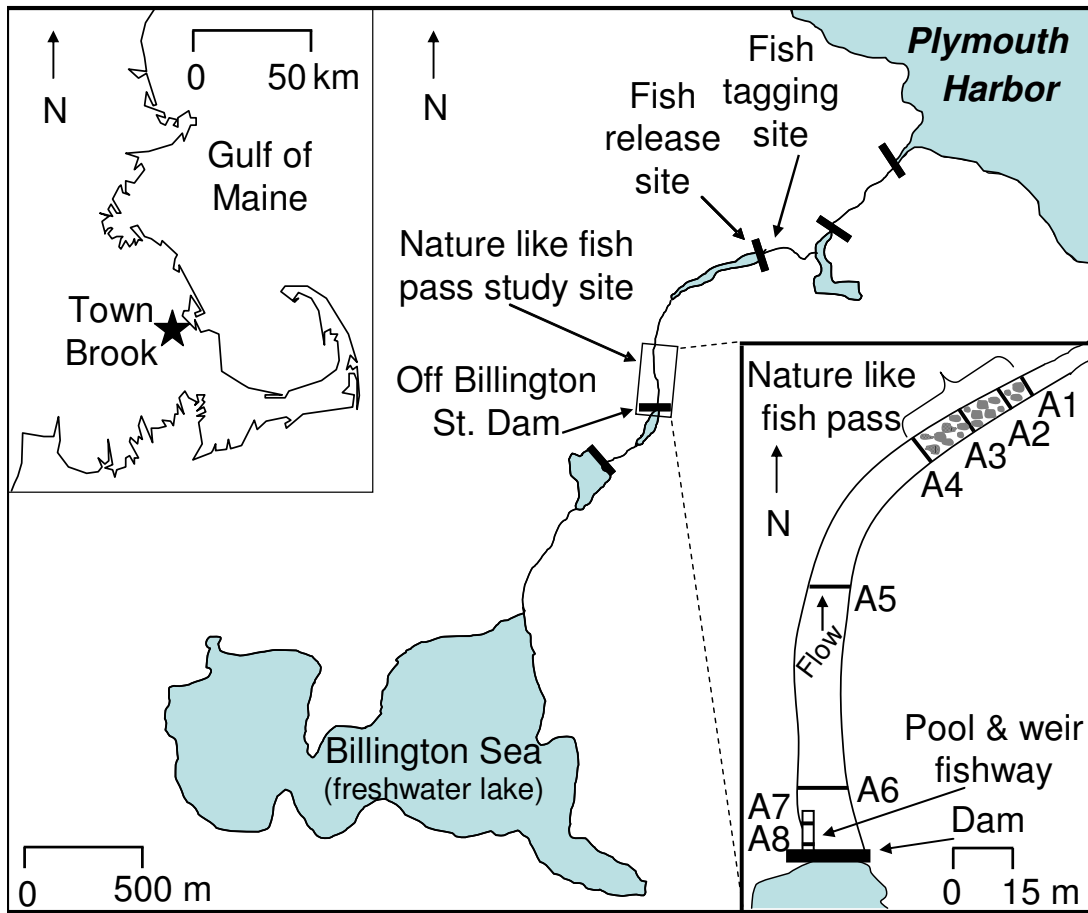 0 50 km
N
Gulf of
Maine
Town
Brook
N
Plymouth
Harbor
Fish
tagging
site
Fish
release
site
Nature like fish
pass study site
Off Billington
St. Dam
Billington Sea
(freshwater lake)
0 500 m
Nature like
fish pass
A1
A2
A3
A4
N
A5
Flow
Pool & weir
fishway
A6
A7
A8
Dam
0 15 m